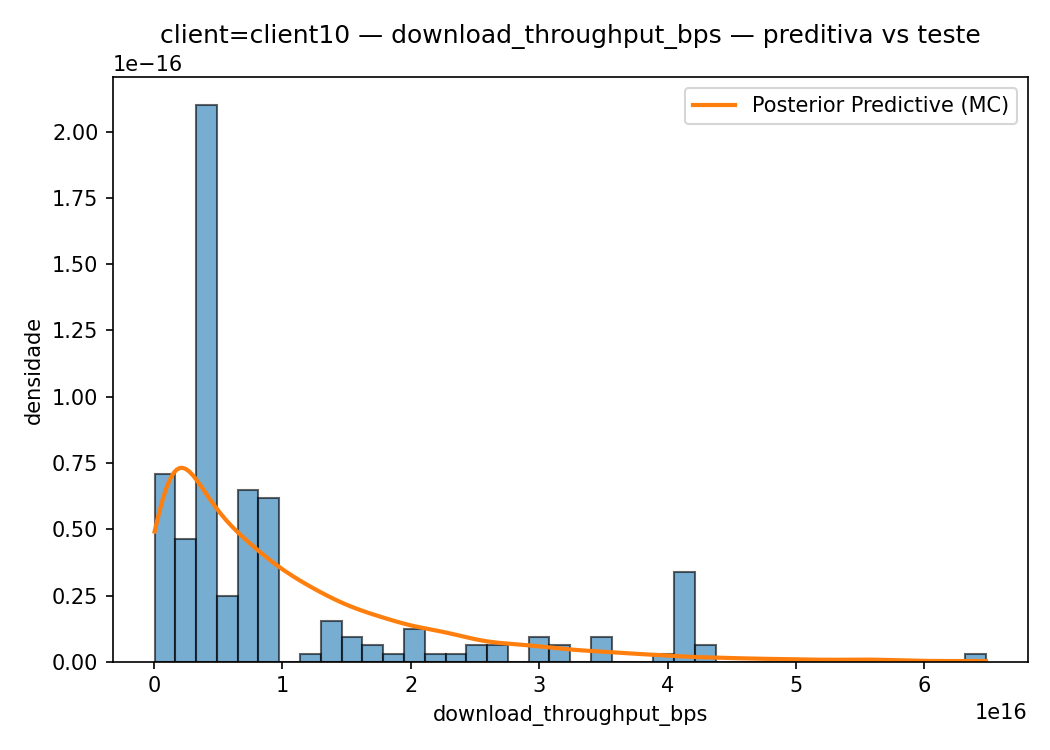 client=client10 — download_throughput_bps — preditiva vs teste
1e−16
Posterior Predictive (MC)
2.00
1.75
1.50
1.25
1.00
0.75
0.50
0.25
0.00
densidade
0 1 2 3 4 5 6
1e16
download_throughput_bps